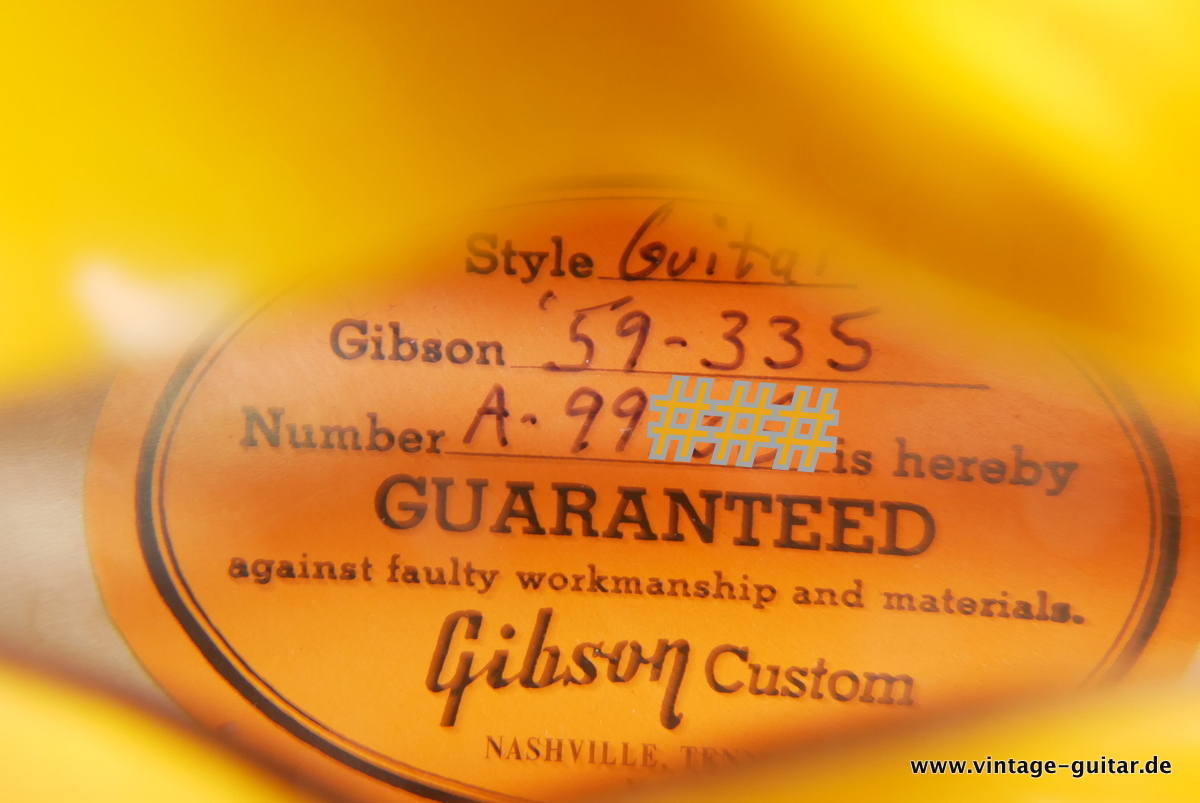 Style Guitar
Gibson '59-335
Number A-99### is hereby
GUARANTEED
against faulty workmanship and materials.
Gibson Custom
NASHVILLE,
www.vintage-guitar.de